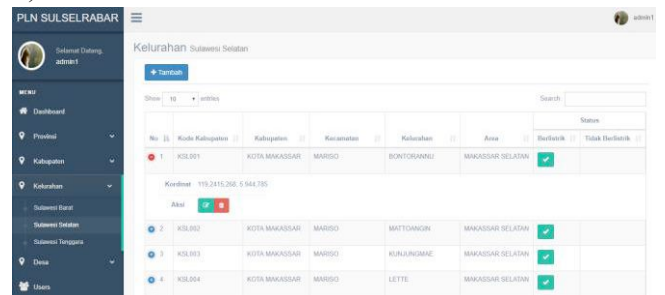 PLN SULSELRABAR
admin1
Selamat Datang,
admin1
MENU
Dashboard
Provinsi
Kabupaten
Kelurahan
Sulawesi Barat
Sulawesi Selatan
Sulawesi Tenggara
Desa
Users
Kelurahan Sulawesi Selatan
+ Tambah
Show 10 entries
Search:
Status
No Kode Kabupaten Kabupaten Kecamatan Kelurahan Area Berlistrik Tidak Berlistrik
1 KSL001 KOTA MAKASSAR MARISO BONTORANNU MAKASSAR SELATAN
Kordinat 119,2415,268. 5.944,785
Aksi
2 KSL002 KOTA MAKASSAR MARISO MATTOANGIN MAKASSAR SELATAN
3 KSL003 KOTA MAKASSAR MARISO KUNJUNGMAE MAKASSAR SELATAN
4 KSL004 KOTA MAKASSAR MARISO LETTE MAKASSAR SELATAN